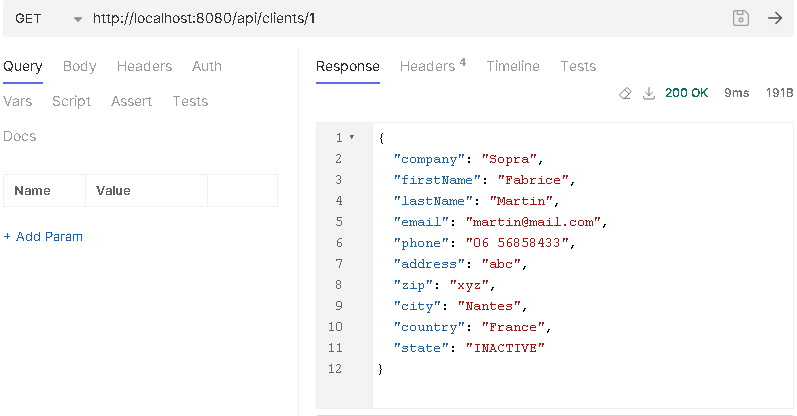 GET http://localhost:8080/api/clients/1
Query Body Headers Auth
Vars Script Assert Tests
Docs
Name Value
+ Add Param
Response Headers 4 Timeline Tests
200 OK 9ms 191B
1 {
2 "company": "Sopra",
3 "firstName": "Fabrice",
4 "lastName": "Martin",
5 "email": "martin@mail.com",
6 "phone": "06 56858433",
7 "address": "abc",
8 "zip": "xyz",
9 "city": "Nantes",
10 "country": "France",
11 "state": "INACTIVE"
12 }